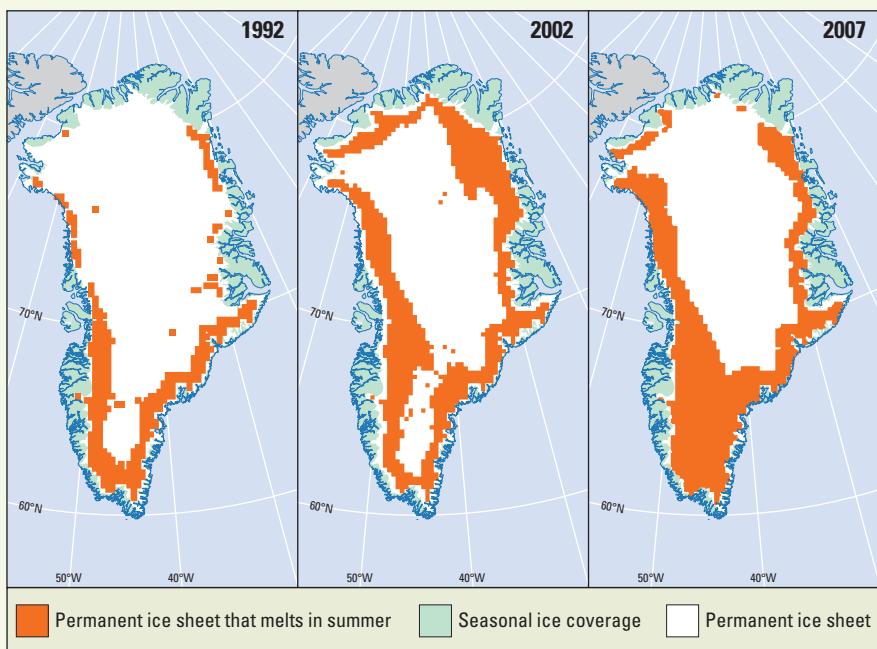 1992
2002
2007
70°N
70°N
70°N
60°N
60°N
60°N
50°W
40°W
50°W
40°W
50°W
40°W
Permanent ice sheet that melts in summer
Seasonal ice coverage
Permanent ice sheet